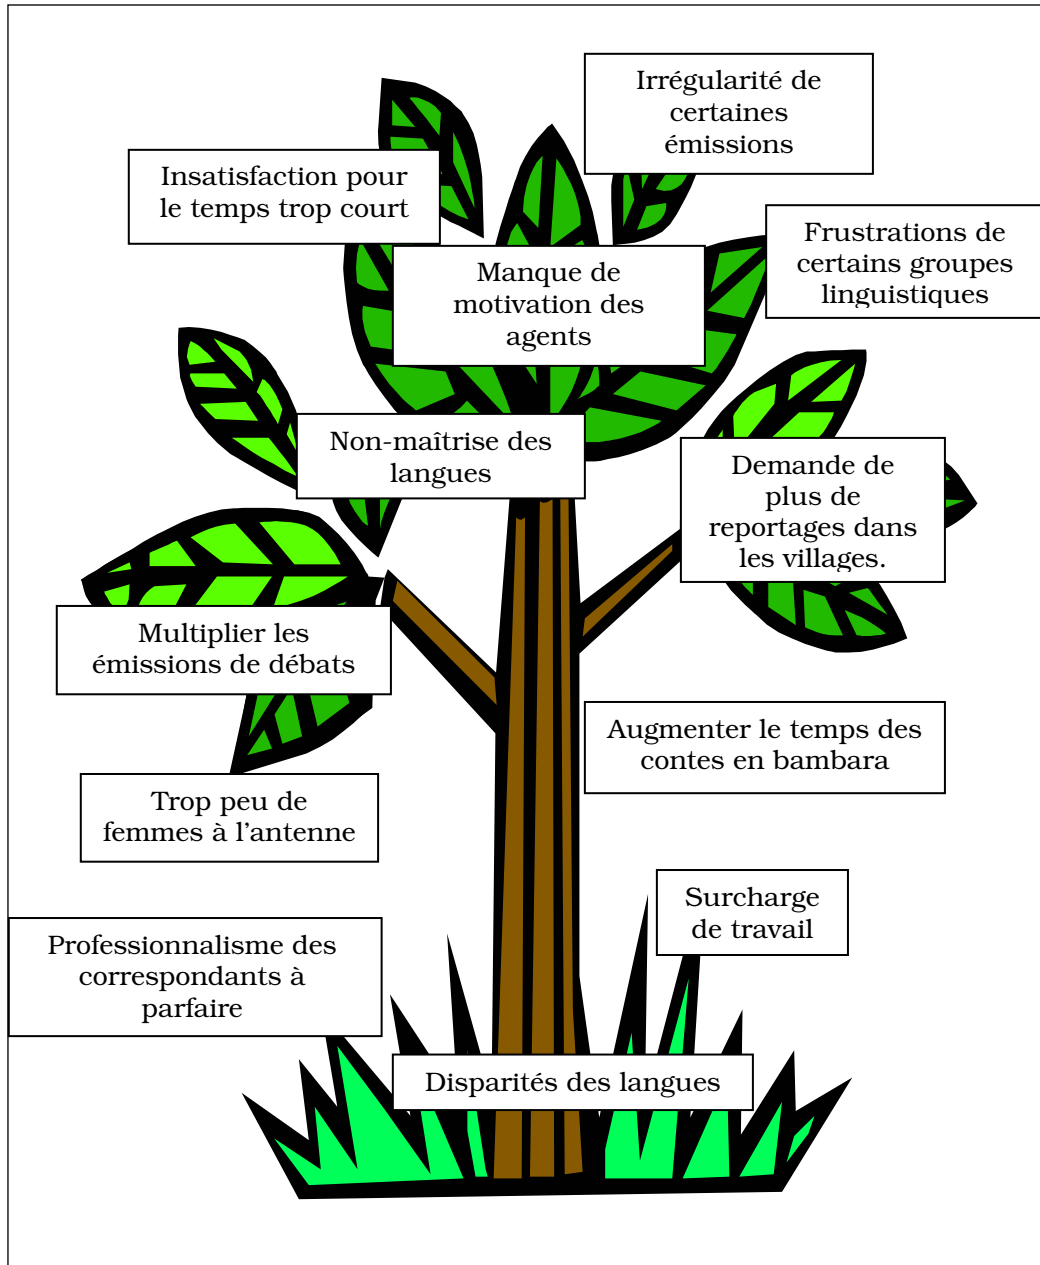 Irrégularité de
certaines
émissions
Insatisfaction pour
le temps trop court
Frustrations de
certains groupes
linguistiques
Manque de
motivation des
agents
Non-maîtrise des
langues
Demande de
plus de
reportages dans
les villages.
Multiplier les
émissions de débats
Augmenter le temps des
contes en bambara
Trop peu de
femmes à l’antenne
Surcharge
de travail
Professionnalisme des
correspondants à
parfaire
Disparités des langues